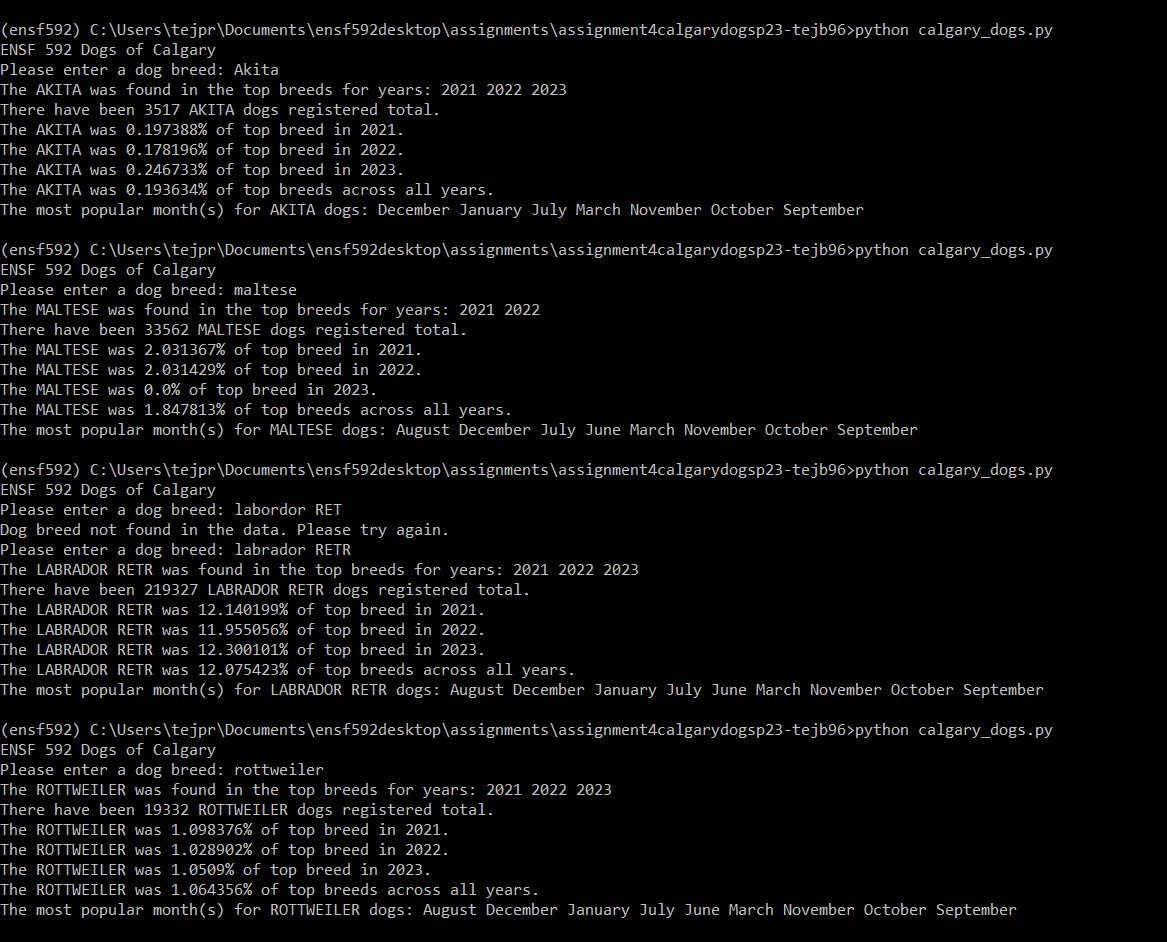 (ensf592) C:\Users\tejpr\Documents\ensf592desktop\assignments\assignment4calgarydogsp23-tejb96>python calgary_dogs.py
ENSF 592 Dogs of Calgary
Please enter a dog breed: Akita
The AKITA was found in the top breeds for years: 2021 2022 2023
There have been 3517 AKITA dogs registered total.
The AKITA was 0.197388% of top breed in 2021.
The AKITA was 0.178196% of top breed in 2022.
The AKITA was 0.246733% of top breed in 2023.
The AKITA was 0.193634% of top breeds across all years.
The most popular month(s) for AKITA dogs: December January July March November October September
(ensf592) C:\Users\tejpr\Documents\ensf592desktop\assignments\assignment4calgarydogsp23-tejb96>python calgary_dogs.py
ENSF 592 Dogs of Calgary
Please enter a dog breed: maltese
The MALTESE was found in the top breeds for years: 2021 2022
There have been 33562 MALTESE dogs registered total.
The MALTESE was 2.031367% of top breed in 2021.
The MALTESE was 2.031429% of top breed in 2022.
The MALTESE was 0.0% of top breed in 2023.
The MALTESE was 1.847813% of top breeds across all years.
The most popular month(s) for MALTESE dogs: August December July June March November October September
(ensf592) C:\Users\tejpr\Documents\ensf592desktop\assignments\assignment4calgarydogsp23-tejb96>python calgary_dogs.py
ENSF 592 Dogs of Calgary
Please enter a dog breed: labordor RET
Dog breed not found in the data. Please try again.
Please enter a dog breed: labrador RETR
The LABRADOR RETR was found in the top breeds for years: 2021 2022 2023
There have been 219327 LABRADOR RETR dogs registered total.
The LABRADOR RETR was 12.140199% of top breed in 2021.
The LABRADOR RETR was 11.955056% of top breed in 2022.
The LABRADOR RETR was 12.300101% of top breed in 2023.
The LABRADOR RETR was 12.075423% of top breeds across all years.
The most popular month(s) for LABRADOR RETR dogs: August December January July June March November October September
(ensf592) C:\Users\tejpr\Documents\ensf592desktop\assignments\assignment4calgarydogsp23-tejb96>python calgary_dogs.py
ENSF 592 Dogs of Calgary
Please enter a dog breed: rottweiler
The ROTTWEILER was found in the top breeds for years: 2021 2022 2023
There have been 19332 ROTTWEILER dogs registered total.
The ROTTWEILER was 1.098376% of top breed in 2021.
The ROTTWEILER was 1.028902% of top breed in 2022.
The ROTTWEILER was 1.0509% of top breed in 2023.
The ROTTWEILER was 1.064356% of top breeds across all years.
The most popular month(s) for ROTTWEILER dogs: August December January July June March November October September